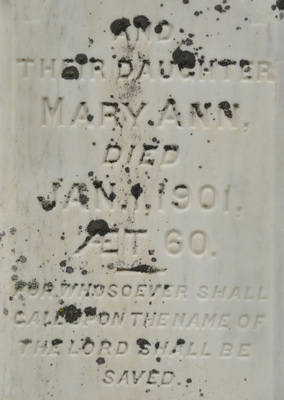 AND
THEIR DAUGHTER
MARY ANN,
DIED
JAN. 1. 1901,
ÆT 60.
FOR WHOSOEVER SHALL
CALL UPON THE NAME OF
THE LORD SHALL BE
SAVED.